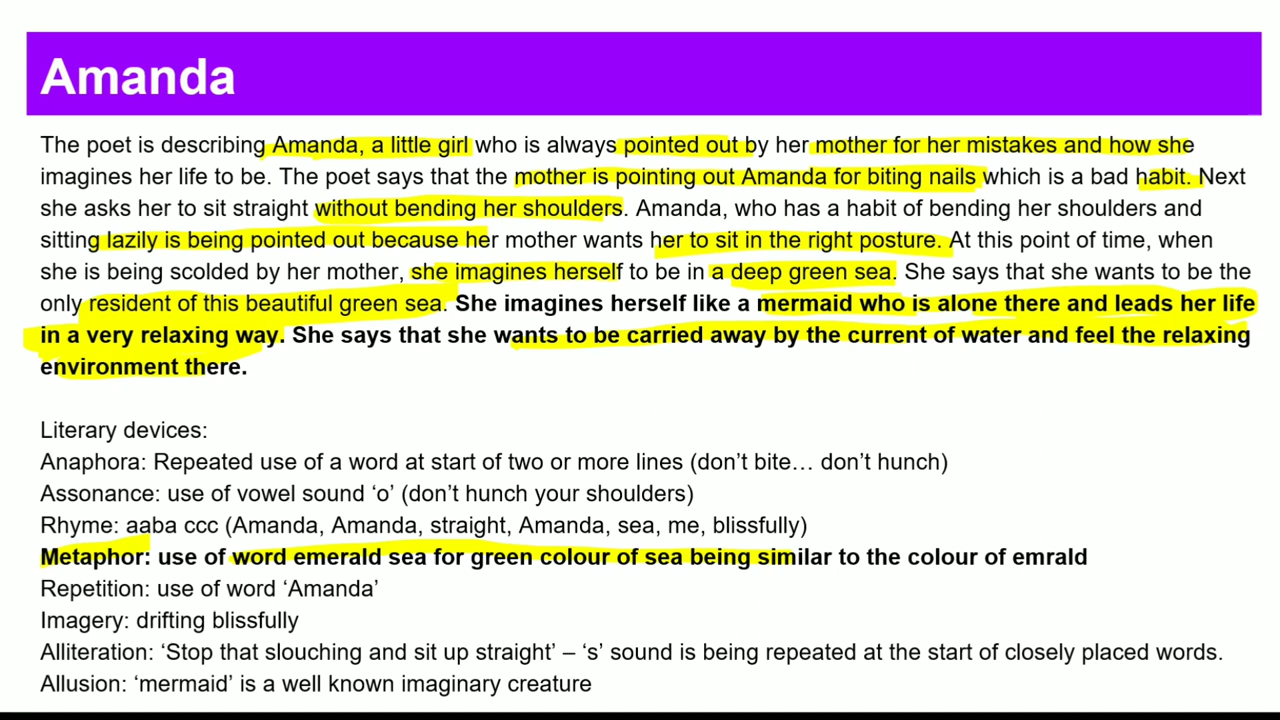 Amanda
The poet is describing Amanda, a little girl who is always pointed out by her mother for her mistakes and how she
imagines her life to be. The poet says that the mother is pointing out Amanda for biting nails which is a bad habit. Next
she asks her to sit straight without bending her shoulders. Amanda, who has a habit of bending her shoulders and
sitting lazily is being pointed out because her mother wants her to sit in the right posture. At this point of time, when
she is being scolded by her mother, she imagines herself to be in a deep green sea. She says that she wants to be the
only resident of this beautiful green sea. She imagines herself like a mermaid who is alone there and leads her life
in a very relaxing way. She says that she wants to be carried away by the current of water and feel the relaxing
environment there.
Literary devices:
Anaphora: Repeated use of a word at start of two or more lines (don’t bite… don’t hunch)
Assonance: use of vowel sound ‘o’ (don’t hunch your shoulders)
Rhyme: aaba ccc (Amanda, Amanda, straight, Amanda, sea, me, blissfully)
Metaphor: use of word emerald sea for green colour of sea being similar to the colour of emrald
Repetition: use of word ‘Amanda’
Imagery: drifting blissfully
Alliteration: ‘Stop that slouching and sit up straight’ – ‘s’ sound is being repeated at the start of closely placed words.
Allusion: ‘mermaid’ is a well known imaginary creature